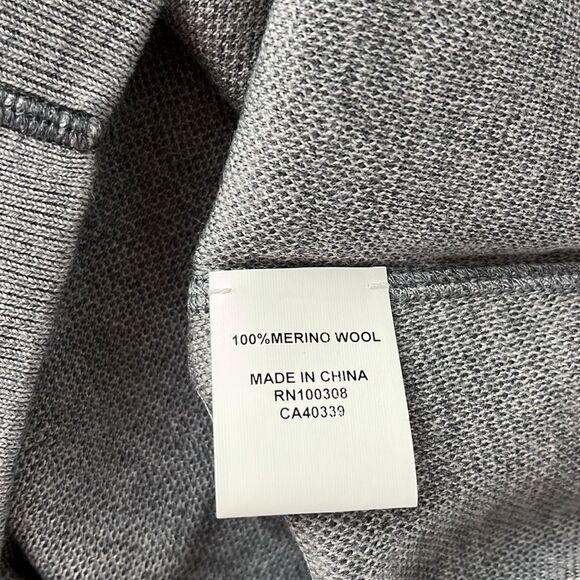 100%MERINO WOOL
MADE IN CHINA
RN100308
CA40339